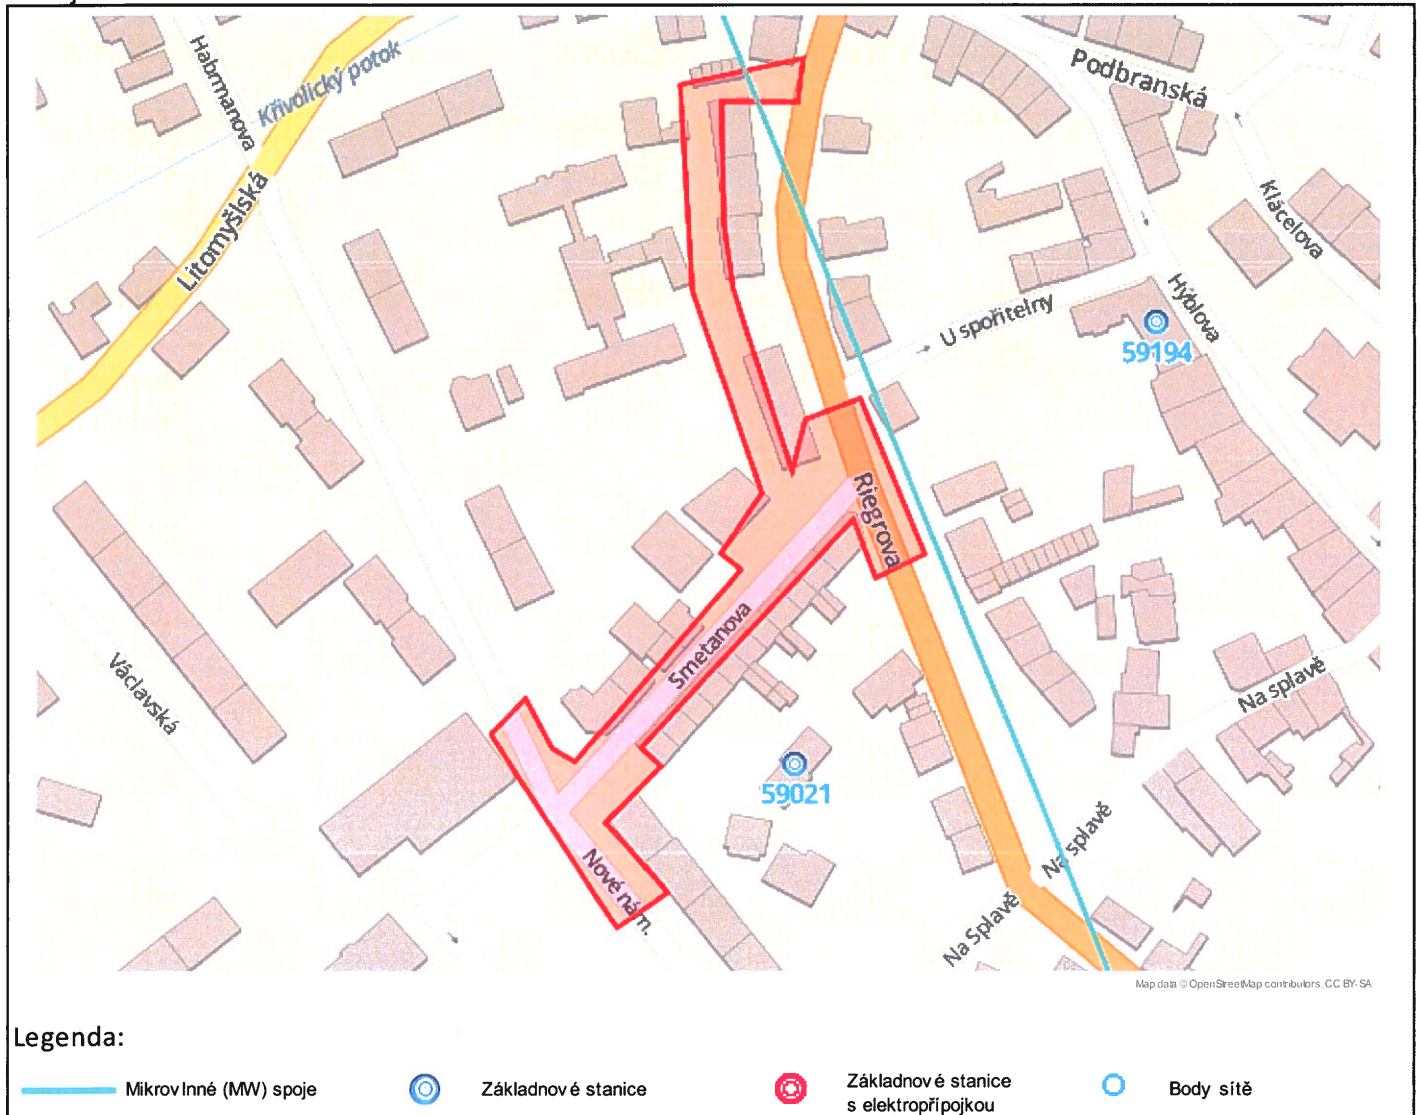 Habrmanova
Křivolický potok
Litomyšlská
Podbranská
Klácelova
Hýblova
U spořitelny
59194
Riegrova
Smetanova
Václavská
Na splavě
59021
Na splavě
Nové nám.
Na Splavě
Map data © OpenStreetMap contributors, CC BY-SA
Legenda:
Mikrovlnné (MW) spoje
Základnové stanice
Základnové stanice
s elektropřípojkou
Body sítě